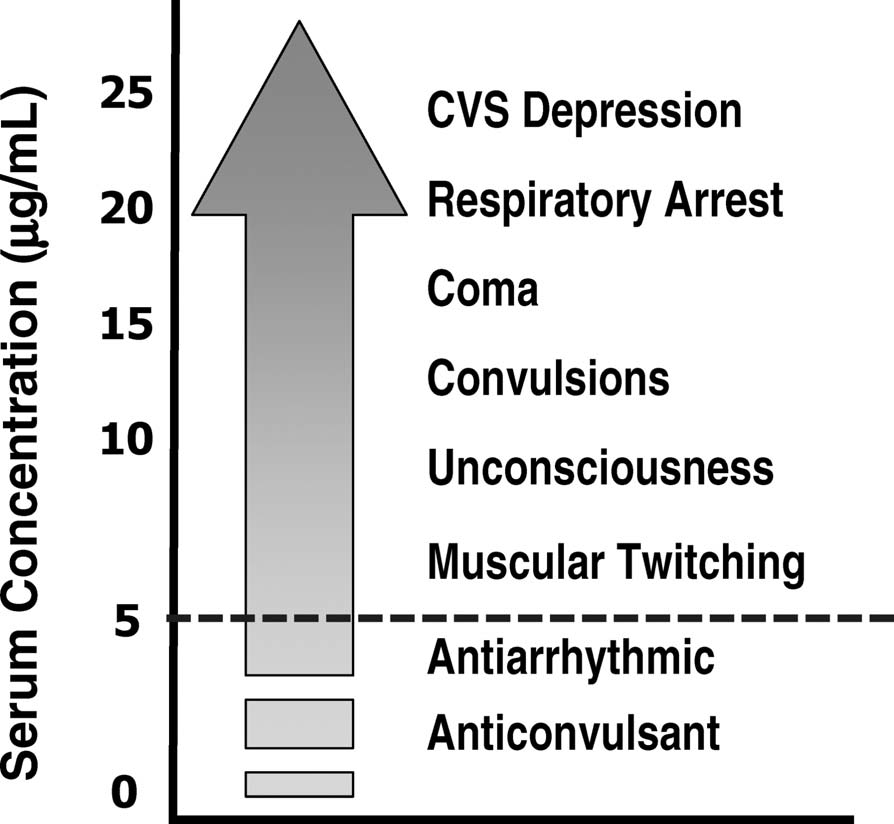 Serum Concentration (µg/mL)
25
CVS Depression
20
Respiratory Arrest
Coma
15
Convulsions
10
Unconsciousness
Muscular Twitching
5
Antiarrhythmic
Anticonvulsant
0